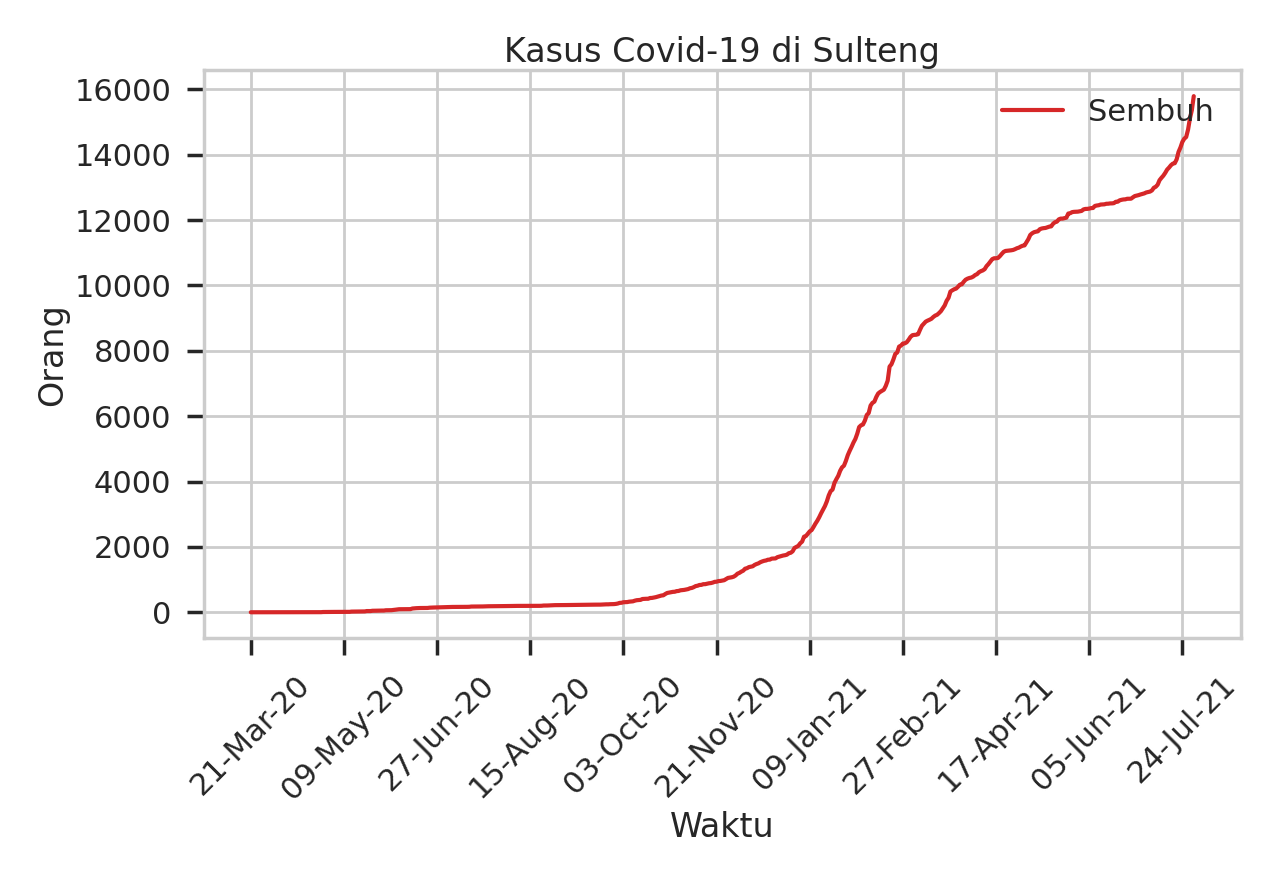 Kasus Covid-19 di Sulteng
Sembuh
16000
14000
12000
10000
8000
6000
4000
2000
0
Orang
21-Mar-20
09-May-20
27-Jun-20
15-Aug-20
03-Oct-20
21-Nov-20
09-Jan-21
27-Feb-21
17-Apr-21
05-Jun-21
24-Jul-21
Waktu